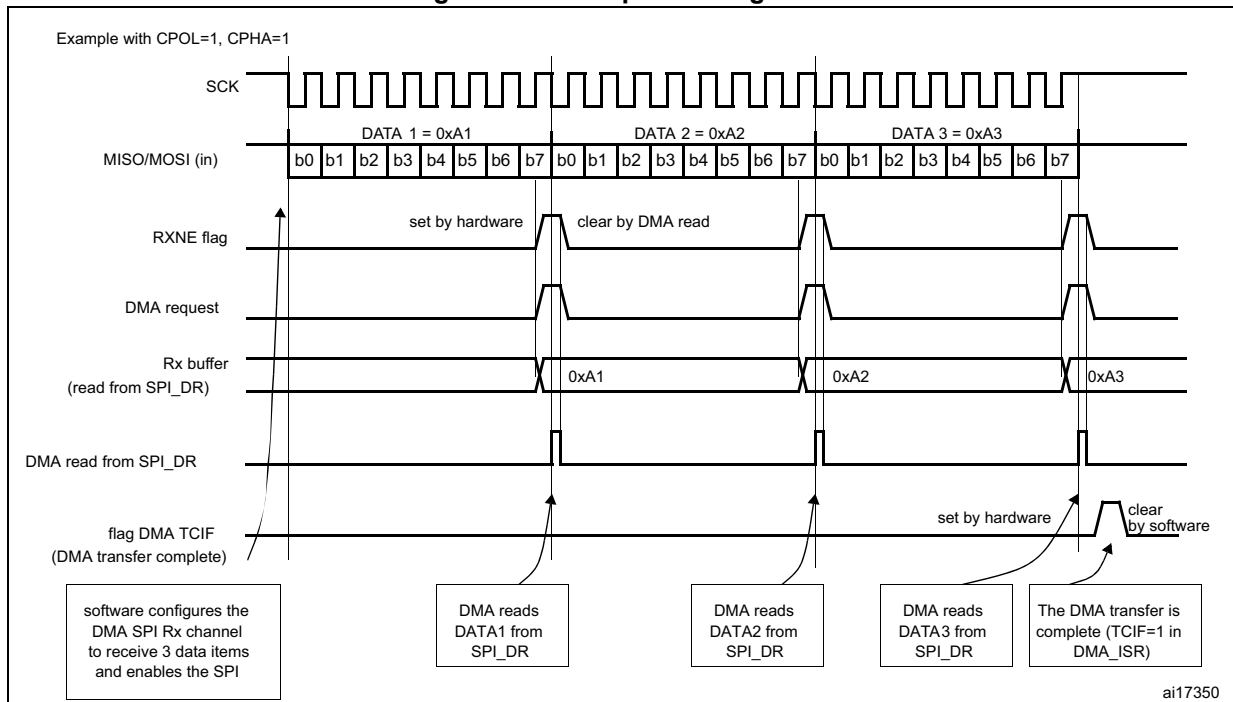 Example with CPOL=1, CPHA=1
SCK
DATA 1 = 0xA1
DATA 2 = 0xA2
DATA 3 = 0xA3
MISO/MOSI (in)
b0 b1 b2 b3 b4 b5 b6 b7 b0 b1 b2 b3 b4 b5 b6 b7 b0 b1 b2 b3 b4 b5 b6 b7
set by hardware
clear by DMA read
RXNE flag
DMA request
Rx buffer
(read from SPI_DR)
0xA1
0xA2
0xA3
DMA read from SPI_DR
flag DMA TCIF
(DMA transfer complete)
set by hardware
clear
by software
software configures the
DMA SPI Rx channel
to receive 3 data items
and enables the SPI
DMA reads
DATA1 from
SPI_DR
DMA reads
DATA2 from
SPI_DR
DMA reads
DATA3 from
SPI_DR
The DMA transfer is
complete (TCIF=1 in
DMA_ISR)
ai17350